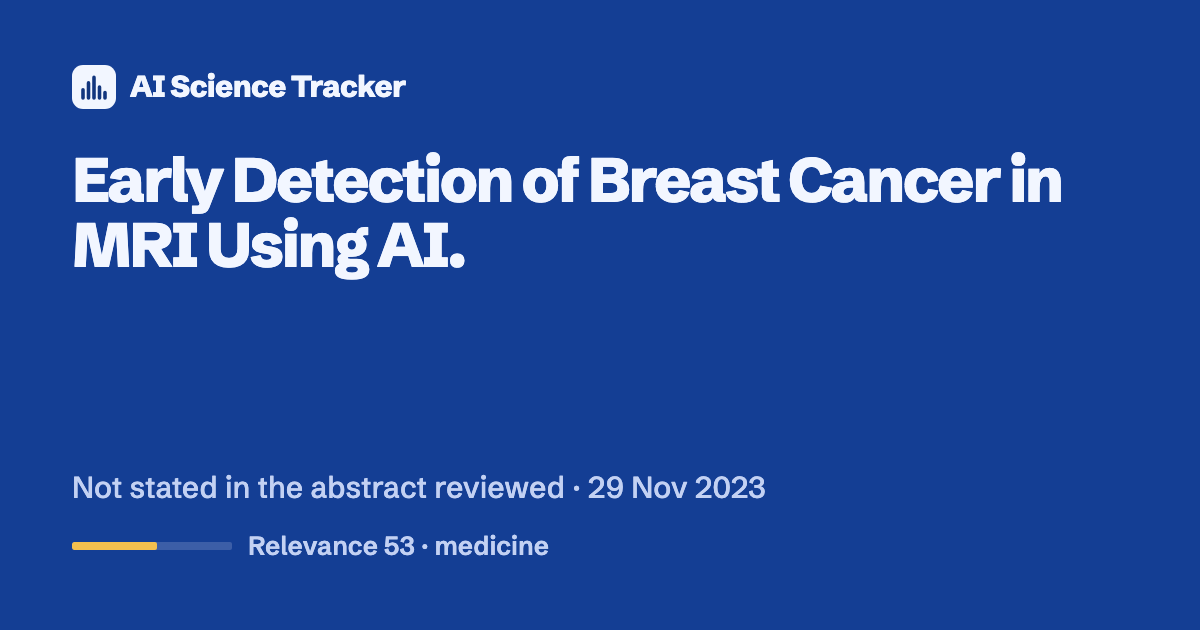 AI Science Tracker
Early Detection of Breast Cancer in
MRI Using AI.
Not stated in the abstract reviewed · 29 Nov 2023
Relevance 53 · medicine